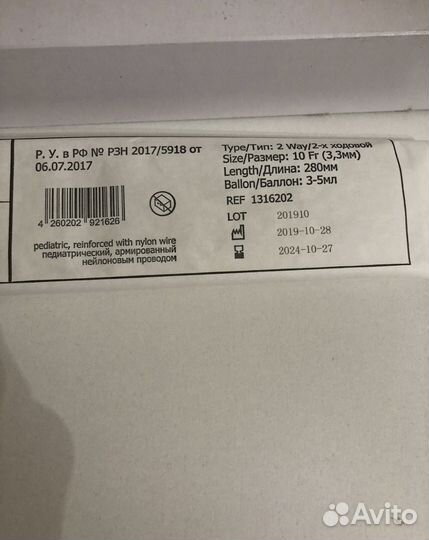 Р. У. в РФ № РЗН 2017/5918 от
06.07.2017
4 260202 921626
pediatric, reinforced with nylon wire
педиатрический, армированный
нейлоновым проводом
Type/Тип: 2 Way/2-х ходовой
Size/Размер: 10 Fr (3,3мм)
Length/Длина: 280мм
Ballon/Баллон: 3-5мл
REF 1316202
LOT 201910
2019-10-28
2024-10-27
Avito